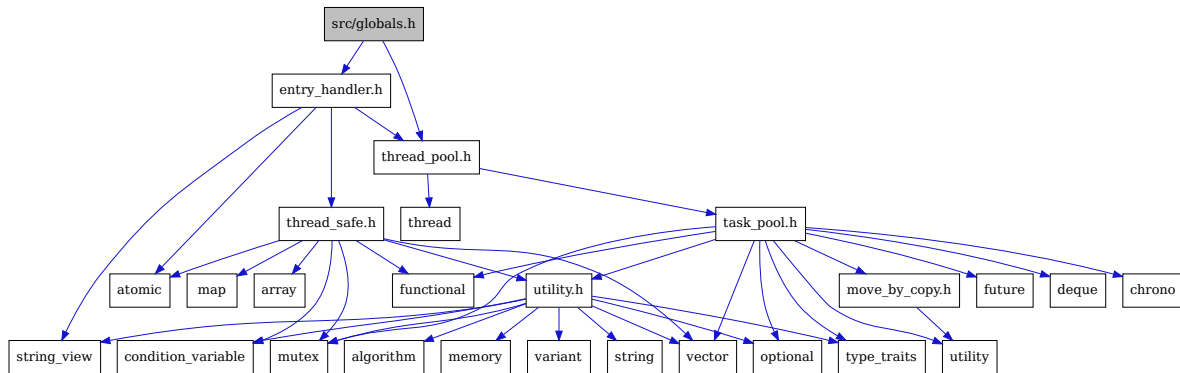 src/globals.h
entry_handler.h
thread_pool.h
thread_safe.h
thread
task_pool.h
atomic
map
array
functional
utility.h
move_by_copy.h
future
deque
chrono
string_view
condition_variable
mutex
algorithm
memory
variant
string
vector
optional
type_traits
utility